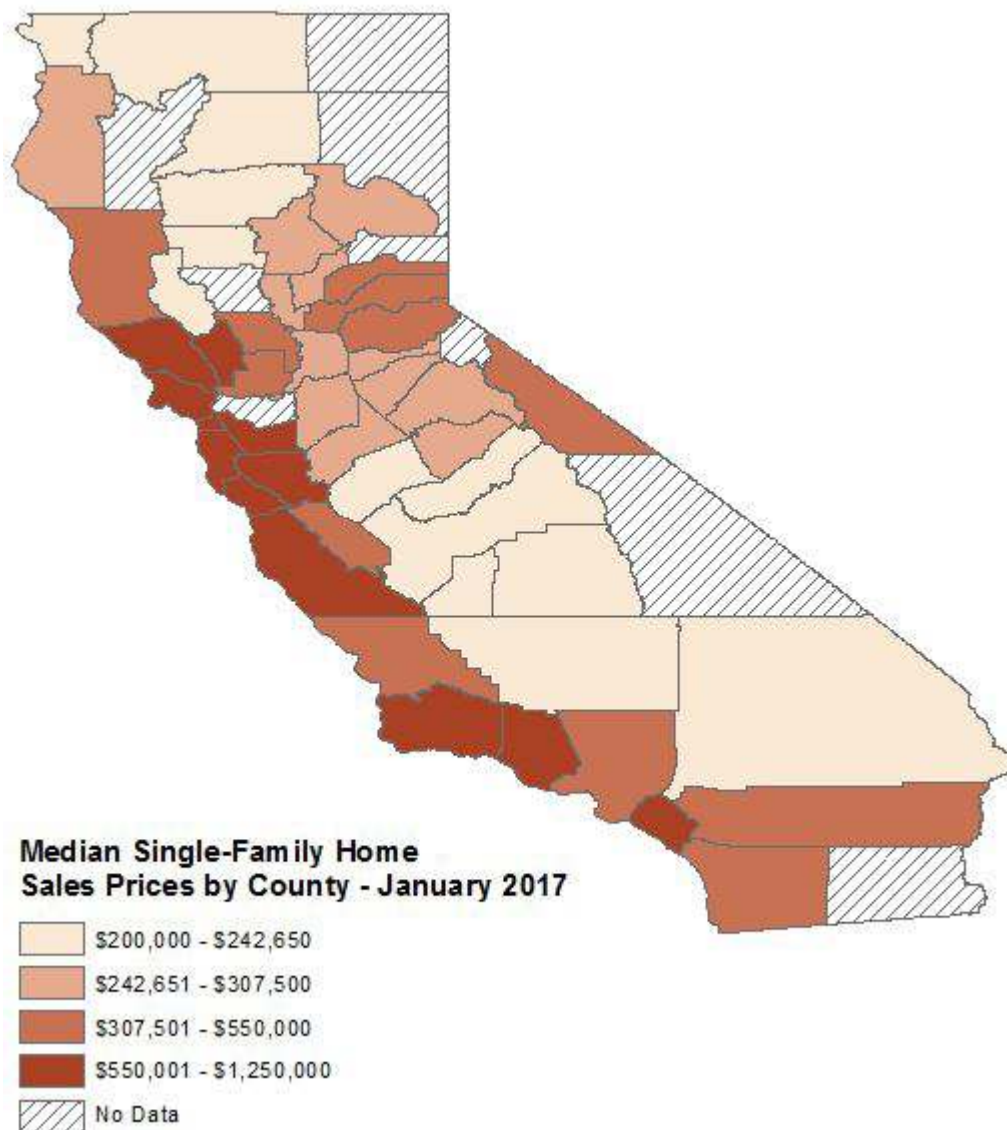 Median Single-Family Home
Sales Prices by County - January 2017
$200,000 - $242,650
$242,651 - $307,500
$307,501 - $550,000
$550,001 - $1,250,000
No Data